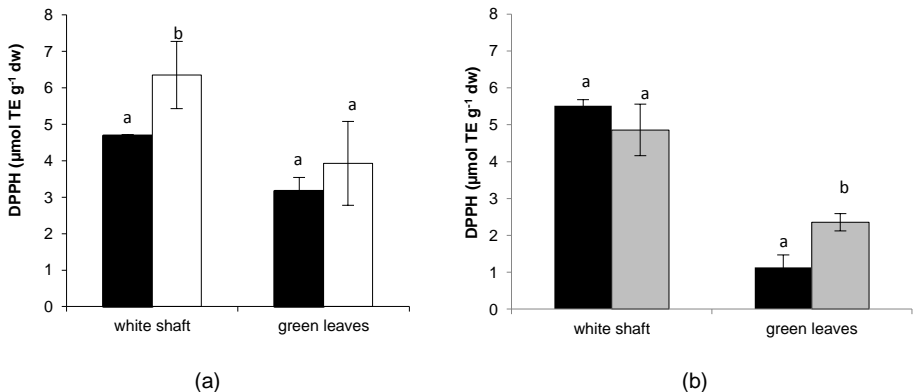 DPPH (µmol TE g⁻¹ dw)
8
7
6
5
4
3
2
1
0
a
b
a
a
white shaft
green leaves
(a)
DPPH (µmol TE g⁻¹ dw)
8
7
6
5
4
3
2
1
0
a
a
a
b
white shaft
green leaves
(b)